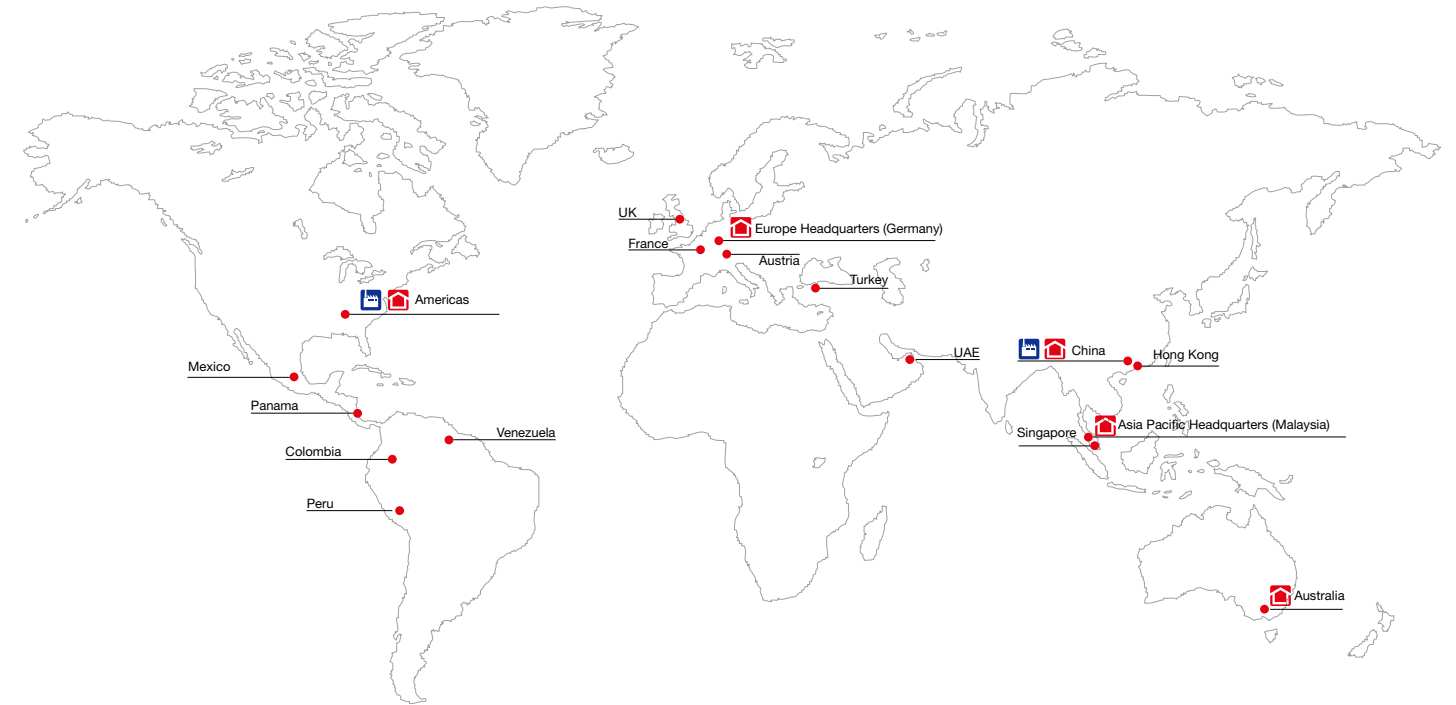 UK
Europe Headquarters (Germany)
France
Austria
Turkey
Americas
UAE
China
Hong Kong
Mexico
Panama
Venezuela
Asia Pacific Headquarters (Malaysia)
Singapore
Colombia
Peru
Australia